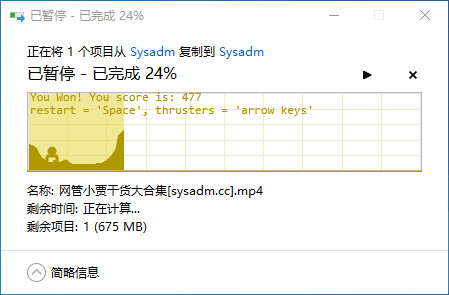 已暂停 - 已完成 24%
正在将 1 个项目从 Sysadm 复制到 Sysadm
已暂停 - 已完成 24%
You Won! You score is: 477
restart = 'Space', thrusters = 'arrow keys'
名称: 网管小贾干货大合集[sysadm.cc].mp4
剩余时间: 正在计算...
剩余项目: 1 (675 MB)
简略信息